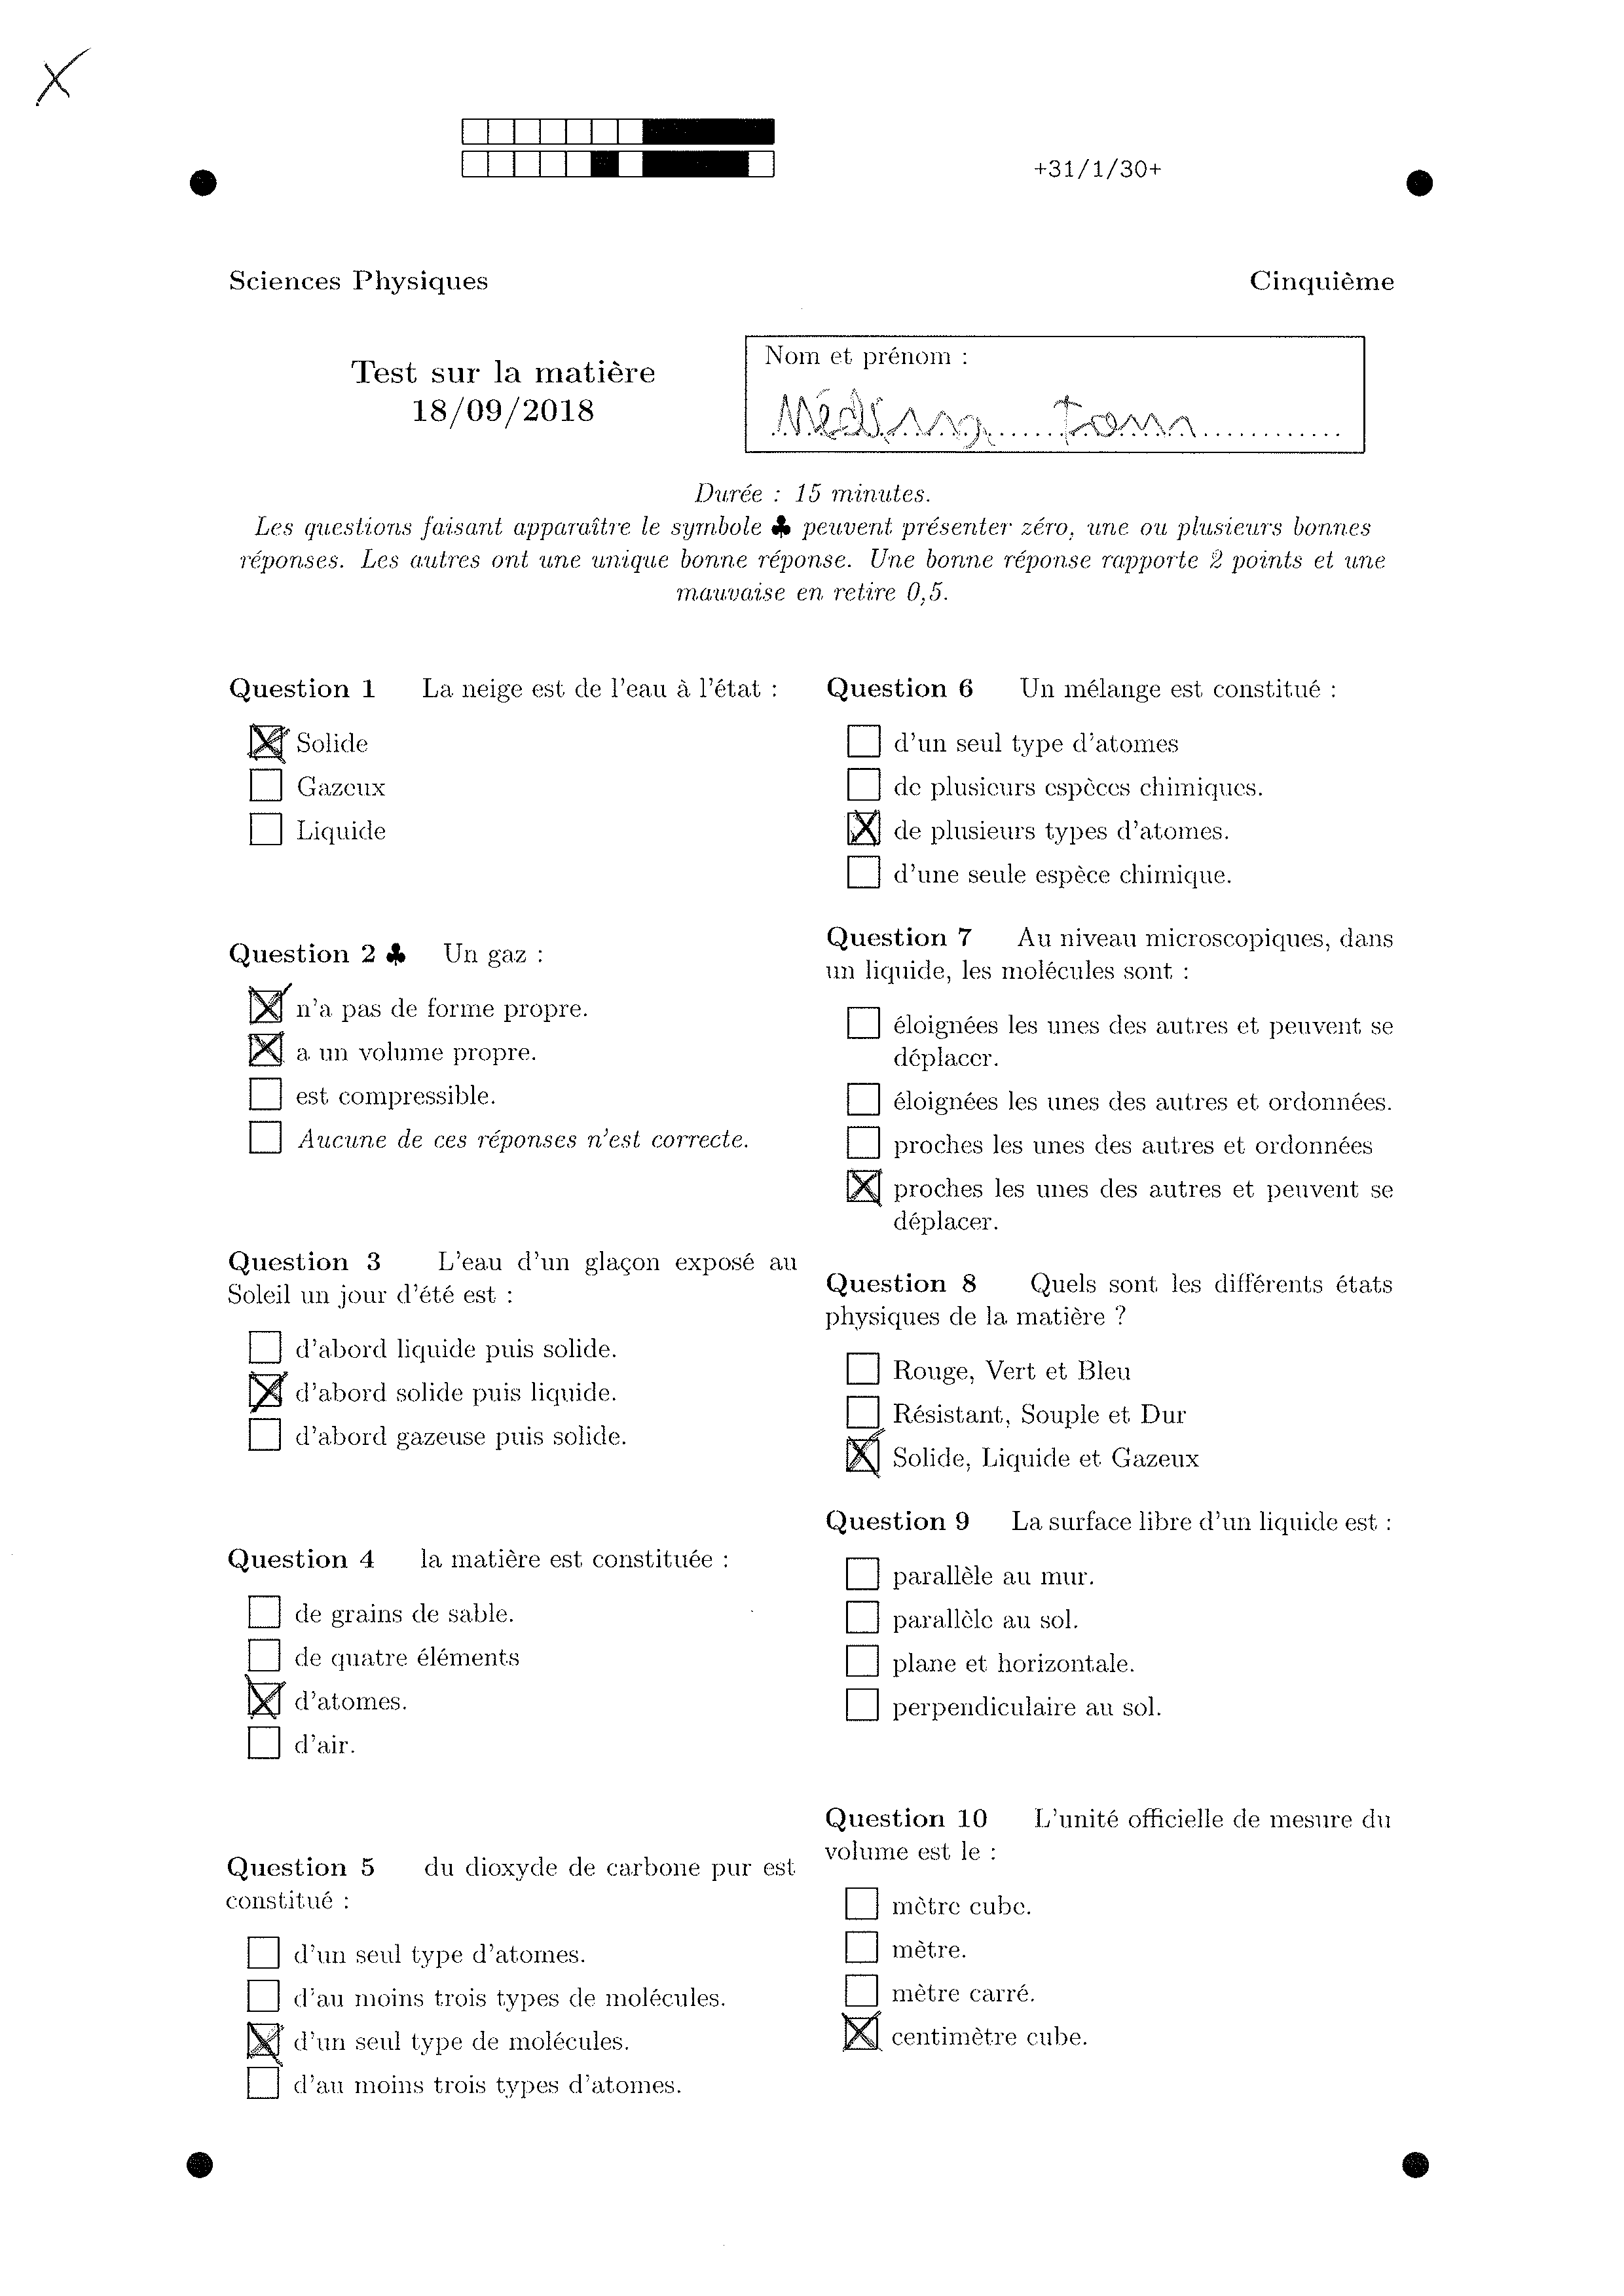 +31/1/30+
Sciences Physiques
Cinquième
Test sur la matière
18/09/2018
Nom et prénom :
Médina Tom
Durée : 15 minutes.
Les questions faisant apparaître le symbole ♣ peuvent présenter zéro, une ou plusieurs bonnes
réponses. Les autres ont une unique bonne réponse. Une bonne réponse rapporte 2 points et une
mauvaise en retire 0,5.
Question 1 La neige est de l'eau à l'état :
Solide
Gazeux
Liquide
Question 2 ♣ Un gaz :
n'a pas de forme propre.
a un volume propre.
est compressible.
Aucune de ces réponses n'est correcte.
Question 3 L'eau d'un glaçon exposé au
Soleil un jour d'été est :
d'abord liquide puis solide.
d'abord solide puis liquide.
d'abord gazeuse puis solide.
Question 4 la matière est constituée :
de grains de sable.
de quatre éléments
d'atomes.
d'air.
Question 5 du dioxyde de carbone pur est
constitué :
d'un seul type d'atomes.
d'au moins trois types de molécules.
d'un seul type de molécules.
d'au moins trois types d'atomes.
Question 6 Un mélange est constitué :
d'un seul type d'atomes
de plusieurs espèces chimiques.
de plusieurs types d'atomes.
d'une seule espèce chimique.
Question 7 Au niveau microscopiques, dans
un liquide, les molécules sont :
éloignées les unes des autres et peuvent se
déplacer.
éloignées les unes des autres et ordonnées.
proches les unes des autres et ordonnées
proches les unes des autres et peuvent se
déplacer.
Question 8 Quels sont les différents états
physiques de la matière ?
Rouge, Vert et Bleu
Résistant, Souple et Dur
Solide, Liquide et Gazeux
Question 9 La surface libre d'un liquide est :
parallèle au mur.
parallèle au sol.
plane et horizontale.
perpendiculaire au sol.
Question 10 L'unité officielle de mesure du
volume est le :
mètre cube.
mètre.
mètre carré.
centimètre cube.